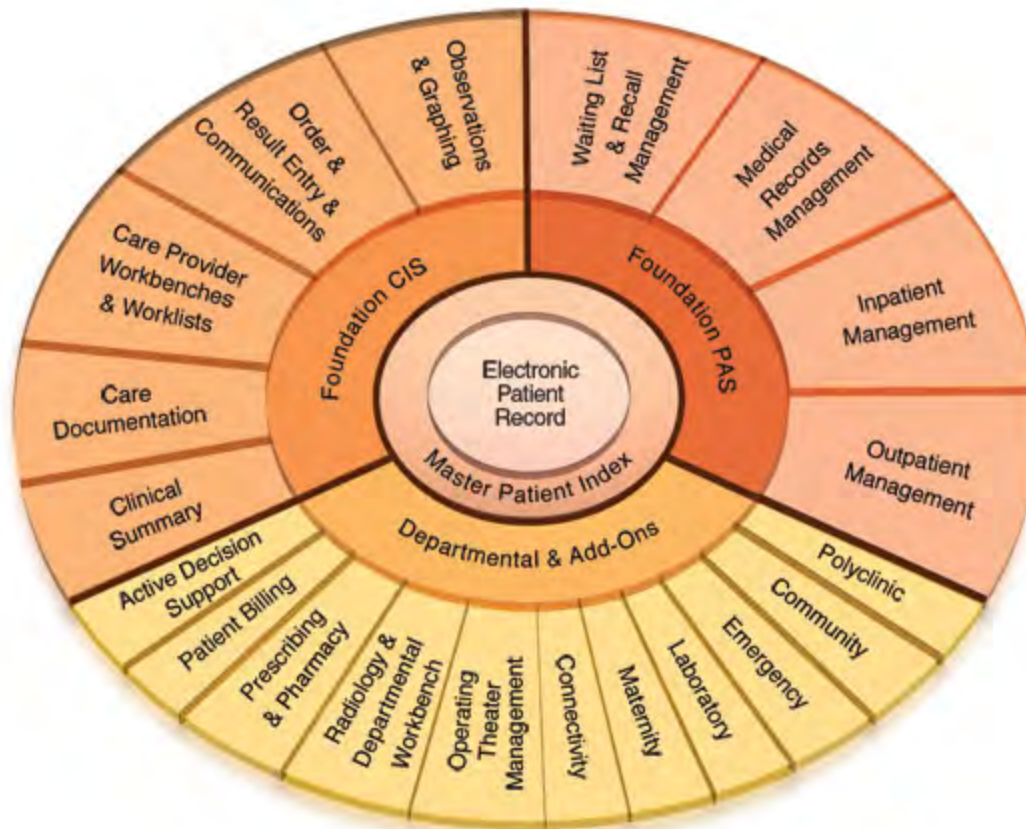 Electronic
Patient
Record
Master Patient Index
Foundation CIS
Foundation PAS
Departmental & Add-Ons
Observations
& Graphing
Order &
Result Entry &
Communications
Care Provider
Workbenches
& Worklists
Care
Documentation
Clinical
Summary
Waiting List
& Recall
Management
Medical
Records
Management
Inpatient
Management
Outpatient
Management
Active Decision
Support
Patient Billing
Prescribing
& Pharmacy
Radiology &
Departmental
Workbench
Operating
Theater
Management
Connectivity
Maternity
Laboratory
Emergency
Community
Polyclinic